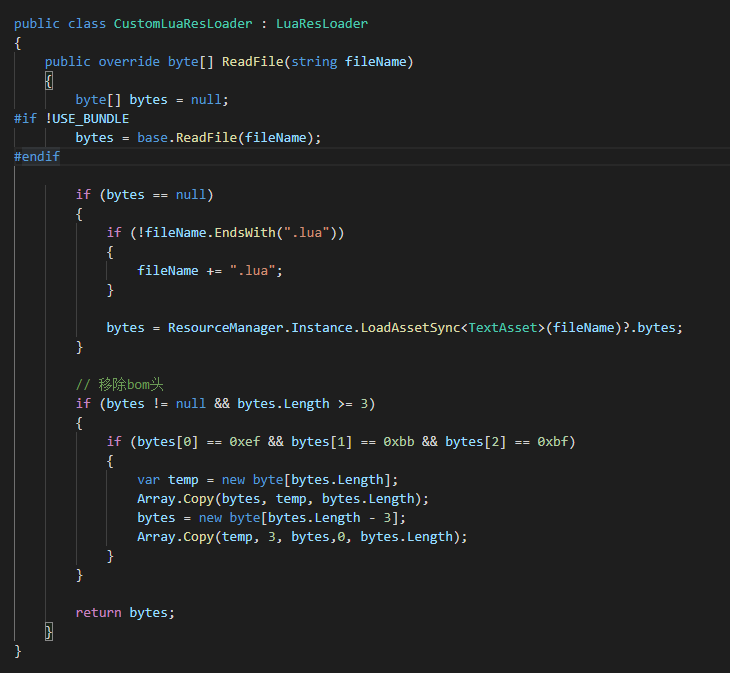 public class CustomLuaResLoader : LuaResLoader
{
    public override byte[] ReadFile(string fileName)
    {
        byte[] bytes = null;
#if !USE_BUNDLE
        bytes = base.ReadFile(fileName);
#endif
        if (bytes == null)
        {
            if (!fileName.EndsWith(".lua"))
            {
                fileName += ".lua";
            }
            bytes = ResourceManager.Instance.LoadAssetSync<TextAsset>(fileName)?.bytes;
        }
        // 移除bom头
        if (bytes != null && bytes.Length >= 3)
        {
            if (bytes[0] == 0xef && bytes[1] == 0xbb && bytes[2] == 0xbf)
            {
                var temp = new byte[bytes.Length];
                Array.Copy(bytes, temp, bytes.Length);
                bytes = new byte[bytes.Length - 3];
                Array.Copy(temp, 3, bytes,0, bytes.Length);
            }
        }
        return bytes;
    }
}